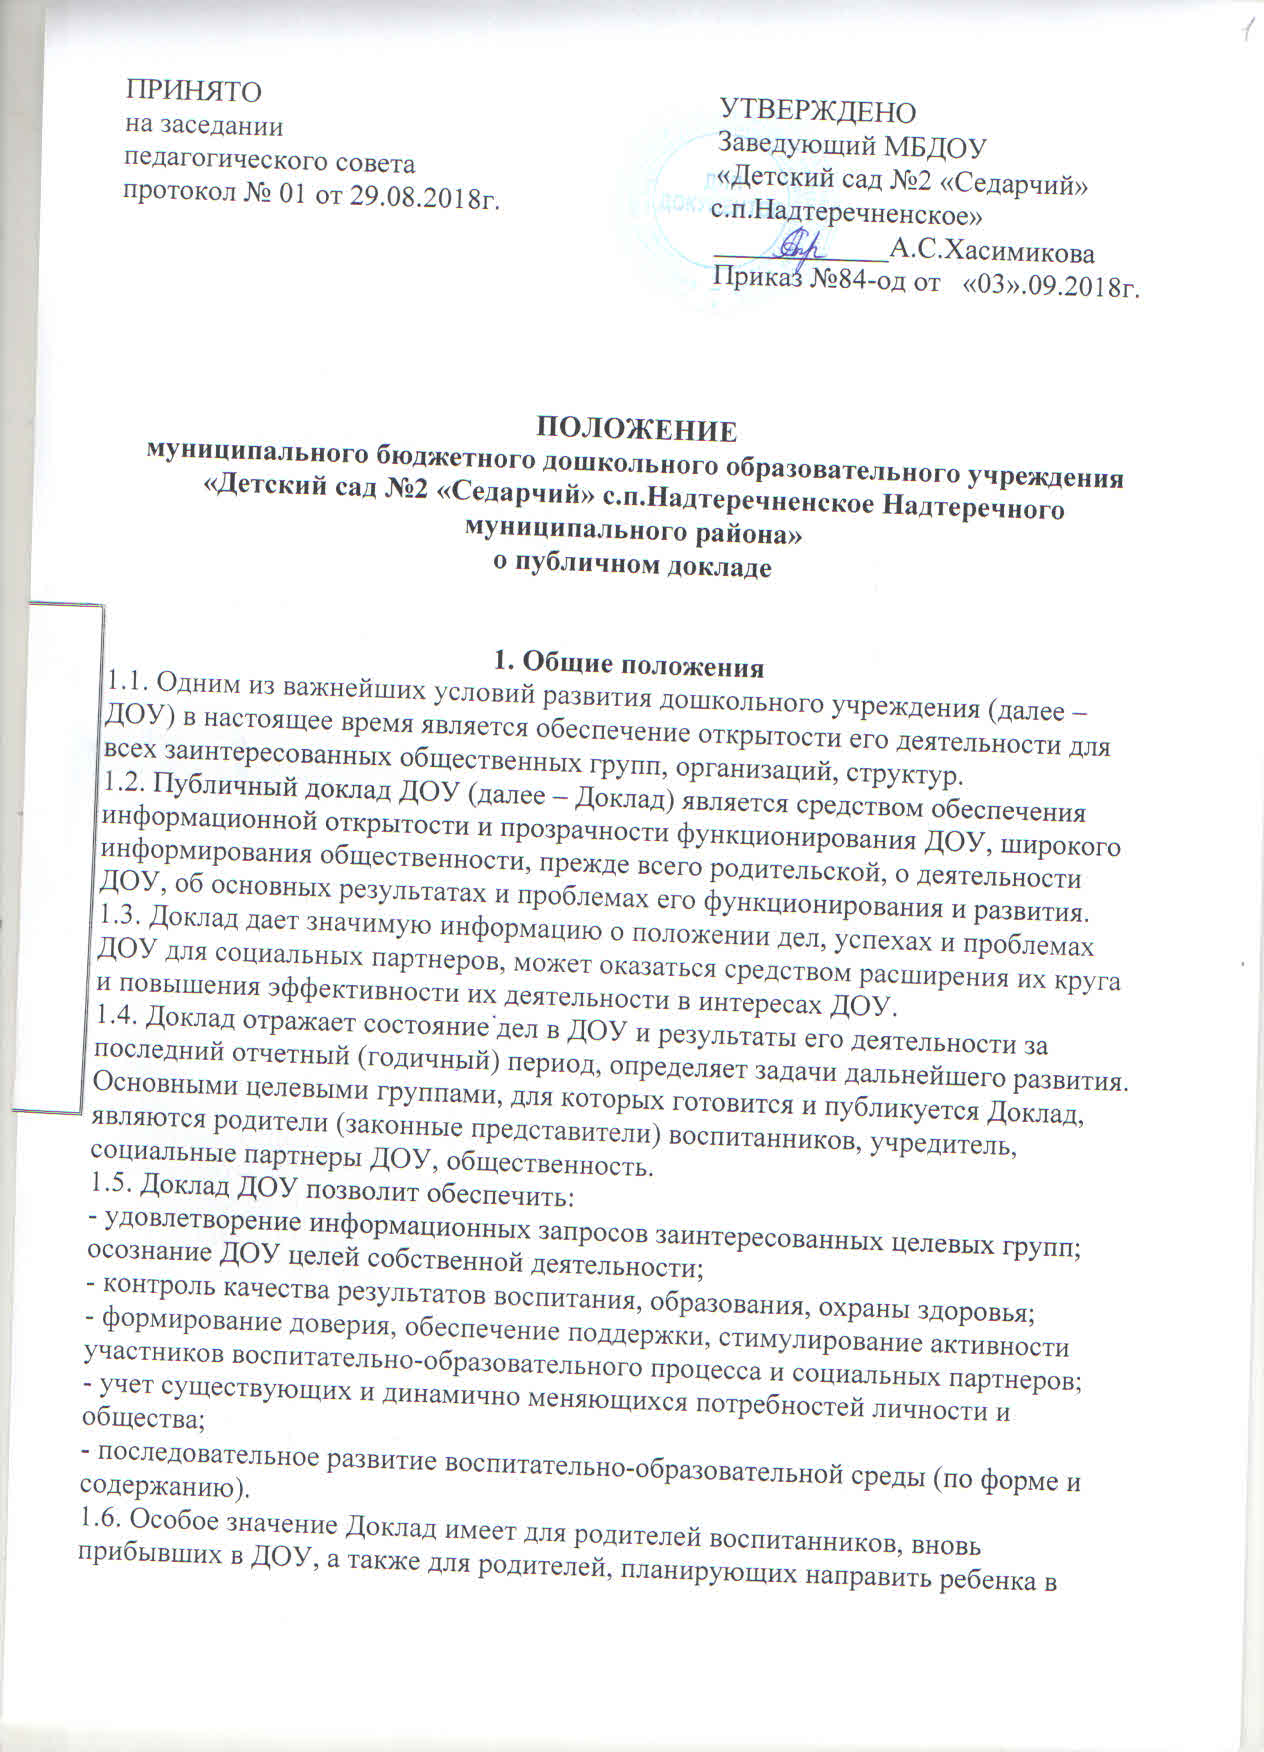 1
ПРИНЯТО
на заседании
педагогического совета
протокол № 01 от 29.08.2018г.
УТВЕРЖДЕНО
Заведующий МБДОУ
«Детский сад №2 «Седарчий»
с.п.Надтеречненское»
____________А.С.Хасимикова
Приказ №84-од от «03».09.2018г.
ПОЛОЖЕНИЕ
муниципального бюджетного дошкольного образовательного учреждения
«Детский сад №2 «Седарчий» с.п.Надтеречненское Надтеречного
муниципального района»
о публичном докладе
1. Общие положения
1.1. Одним из важнейших условий развития дошкольного учреждения (далее –
ДОУ) в настоящее время является обеспечение открытости его деятельности для
всех заинтересованных общественных групп, организаций, структур.
1.2. Публичный доклад ДОУ (далее – Доклад) является средством обеспечения
информационной открытости и прозрачности функционирования ДОУ, широкого
информирования общественности, прежде всего родительской, о деятельности
ДОУ, об основных результатах и проблемах его функционирования и развития.
1.3. Доклад дает значимую информацию о положении дел, успехах и проблемах
ДОУ для социальных партнеров, может оказаться средством расширения их круга
и повышения эффективности их деятельности в интересах ДОУ.
1.4. Доклад отражает состояние дел в ДОУ и результаты его деятельности за
последний отчетный (годичный) период, определяет задачи дальнейшего развития.
Основными целевыми группами, для которых готовится и публикуется Доклад,
являются родители (законные представители) воспитанников, учредитель,
социальные партнеры ДОУ, общественность.
1.5. Доклад ДОУ позволит обеспечить:
- удовлетворение информационных запросов заинтересованных целевых групп;
осознание ДОУ целей собственной деятельности;
- контроль качества результатов воспитания, образования, охраны здоровья;
- формирование доверия, обеспечение поддержки, стимулирование активности
участников воспитательно-образовательного процесса и социальных партнеров;
- учет существующих и динамично меняющихся потребностей личности и
общества;
- последовательное развитие воспитательно-образовательной среды (по форме и
содержанию).
1.6. Особое значение Доклад имеет для родителей воспитанников, вновь
прибывших в ДОУ, а также для родителей, планирующих направить ребенка в